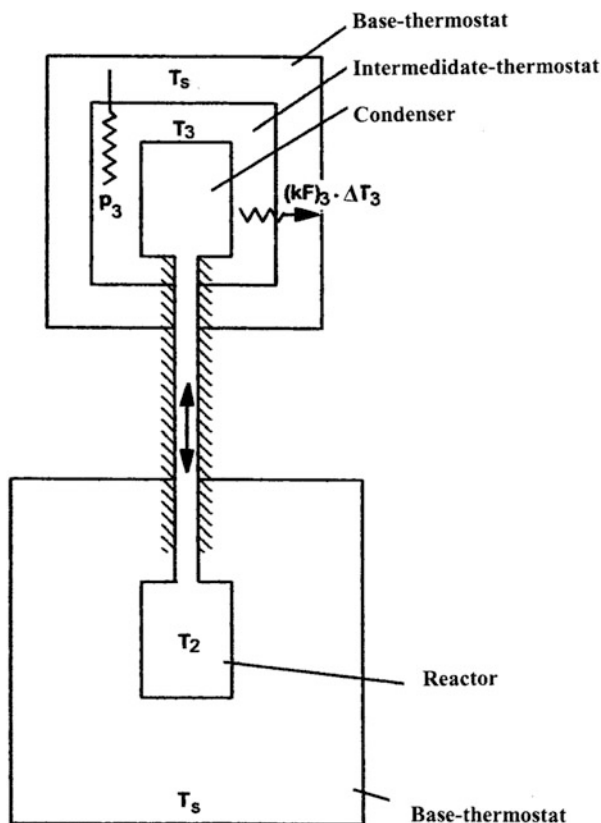 Base-thermostat
Tₛ
Intermedidate-thermostat
T₃
Condenser
p₃
(kF)₃ · ΔT₃
T₂
Reactor
Tₛ
Base-thermostat